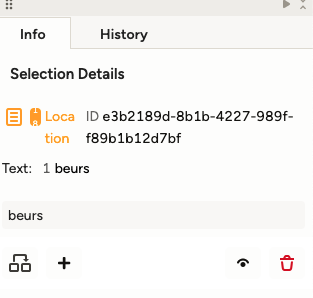 Info History
Selection Details
Loca ID e3b2189d-8b1b-4227-989f-
tion f89b1b12d7bf
Text: 1 beurs
beurs